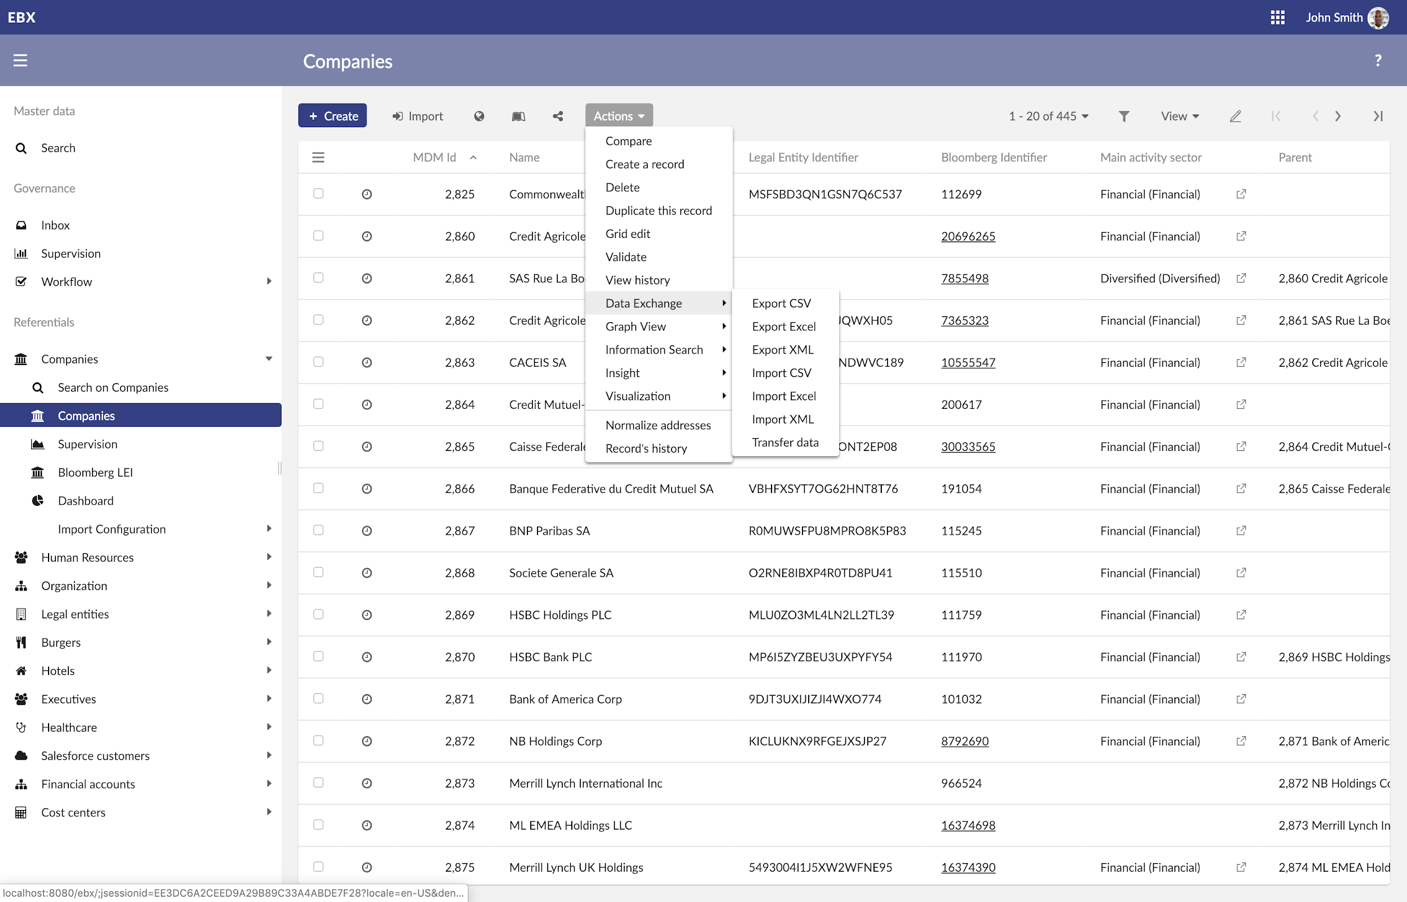 EBX
John Smith
Companies
?
Master data
Search
Governance
Inbox
Supervision
Workflow
Referentials
Companies
Search on Companies
Companies
Supervision
Bloomberg LEI
Dashboard
Import Configuration
Human Resources
Organization
Legal entities
Burgers
Hotels
Executives
Healthcare
Salesforce customers
Financial accounts
Cost centers
+ Create
Import
Actions
1 - 20 of 445
View
Compare
Create a record
Delete
Duplicate this record
Grid edit
Validate
View history
Data Exchange
Graph View
Information Search
Insight
Visualization
Normalize addresses
Record's history
Export CSV
Export Excel
Export XML
Import CSV
Import Excel
Import XML
Transfer data
MDM Id Name Legal Entity Identifier Bloomberg Identifier Main activity sector Parent
2,825 Commonwealt MSFSBD3QN1GSN7Q6C537 112699 Financial (Financial)
2,860 Credit Agricole 20696265 Financial (Financial)
2,861 SAS Rue La Bo 7855498 Diversified (Diversified) 2,860 Credit Agricole
2,862 Credit Agricole JQWXH05 7365323 Financial (Financial) 2,861 SAS Rue La Boe
2,863 CACEIS SA NDWVC189 10555547 Financial (Financial) 2,862 Credit Agricole
2,864 Credit Mutuel- 200617 Financial (Financial)
2,865 Caisse Federale ONT2EP08 30033565 Financial (Financial) 2,864 Credit Mutuel-C
2,866 Banque Federative du Credit Mutuel SA VBHFXSYT7OG62HNT8T76 191054 Financial (Financial) 2,865 Caisse Federale
2,867 BNP Paribas SA R0MUWSFPU8MPRO8K5P83 115245 Financial (Financial)
2,868 Societe Generale SA O2RNE8IBXP4R0TD8PU41 115510 Financial (Financial)
2,869 HSBC Holdings PLC MLU0ZO3ML4LN2LL2TL39 111759 Financial (Financial)
2,870 HSBC Bank PLC MP6I5ZYZBEU3UXPYFY54 111970 Financial (Financial) 2,869 HSBC Holdings
2,871 Bank of America Corp 9DJT3UXIJIZJI4WXO774 101032 Financial (Financial)
2,872 NB Holdings Corp KICLUKNX9RFGEJXSJP27 8792690 Financial (Financial) 2,871 Bank of Americ
2,873 Merrill Lynch International Inc 966524 2,872 NB Holdings Co
2,874 ML EMEA Holdings LLC 16374698 2,873 Merrill Lynch In
2,875 Merrill Lynch UK Holdings 5493004I1J5XW2WFNE95 16374390 Financial (Financial) 2,874 ML EMEA Hold
localhost:8080/ebx/;jsessionid=EE3DC6A2CEED9A29B89C33A4ABDE7F28?locale=en-US&den...